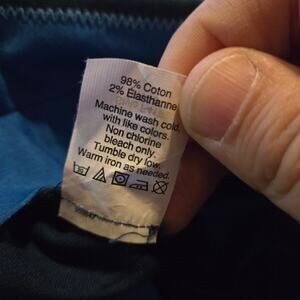 98% Coton
2% Élasthanne
Machine wash cold
with like colors.
Non chlorine
bleach only.
Tumble dry low.
Warm iron as needed.